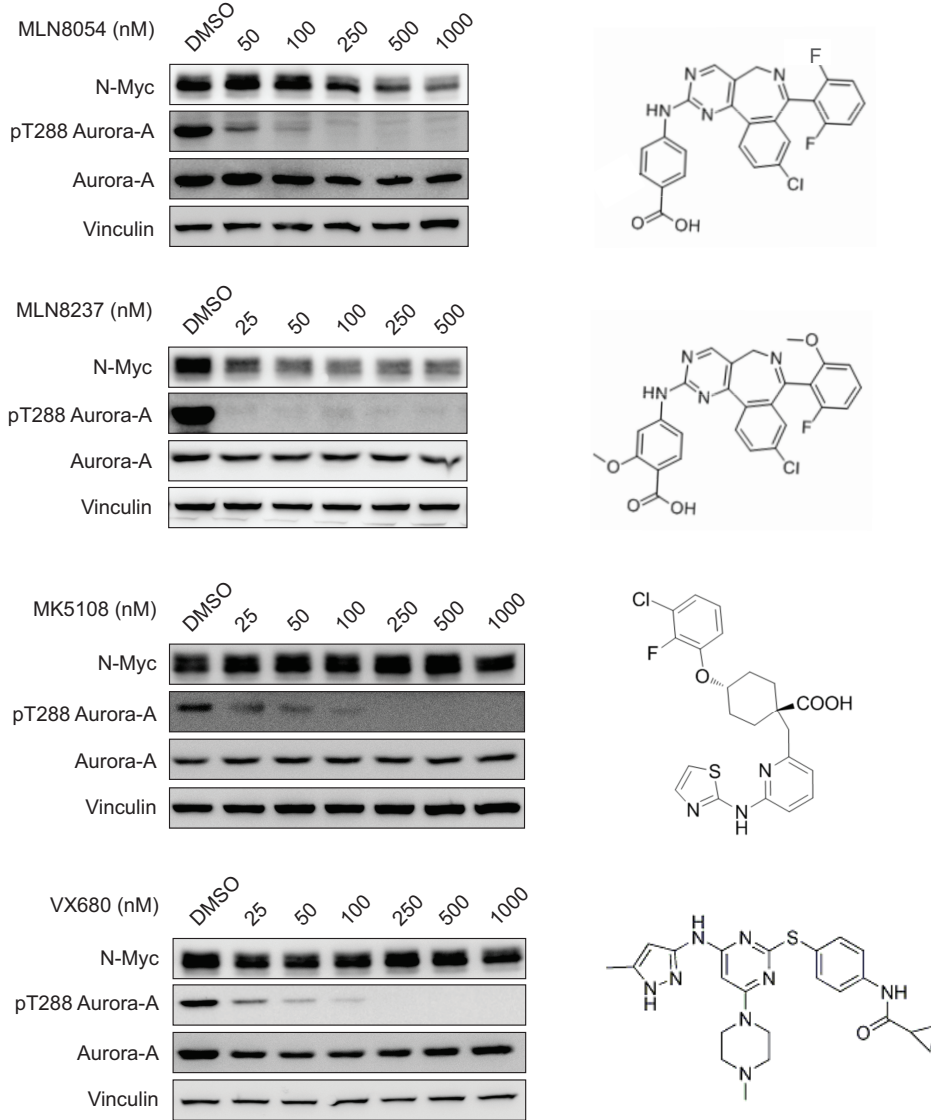 MLN8054 (nM) DMSO 50 100 250 500 1000
N-Myc
pT288 Aurora-A
Aurora-A
Vinculin
N N N N HN F F Cl O OH
MLN8237 (nM) DMSO 25 50 100 250 500
N-Myc
pT288 Aurora-A
Aurora-A
Vinculin
N N N HN O F Cl O O OH
MK5108 (nM) DMSO 25 50 100 250 500 1000
N-Myc
pT288 Aurora-A
Aurora-A
Vinculin
Cl F O COOH S N N H N
VX680 (nM) DMSO 25 50 100 250 500 1000
N-Myc
pT288 Aurora-A
Aurora-A
Vinculin
H N N S N N N H N N N NH O